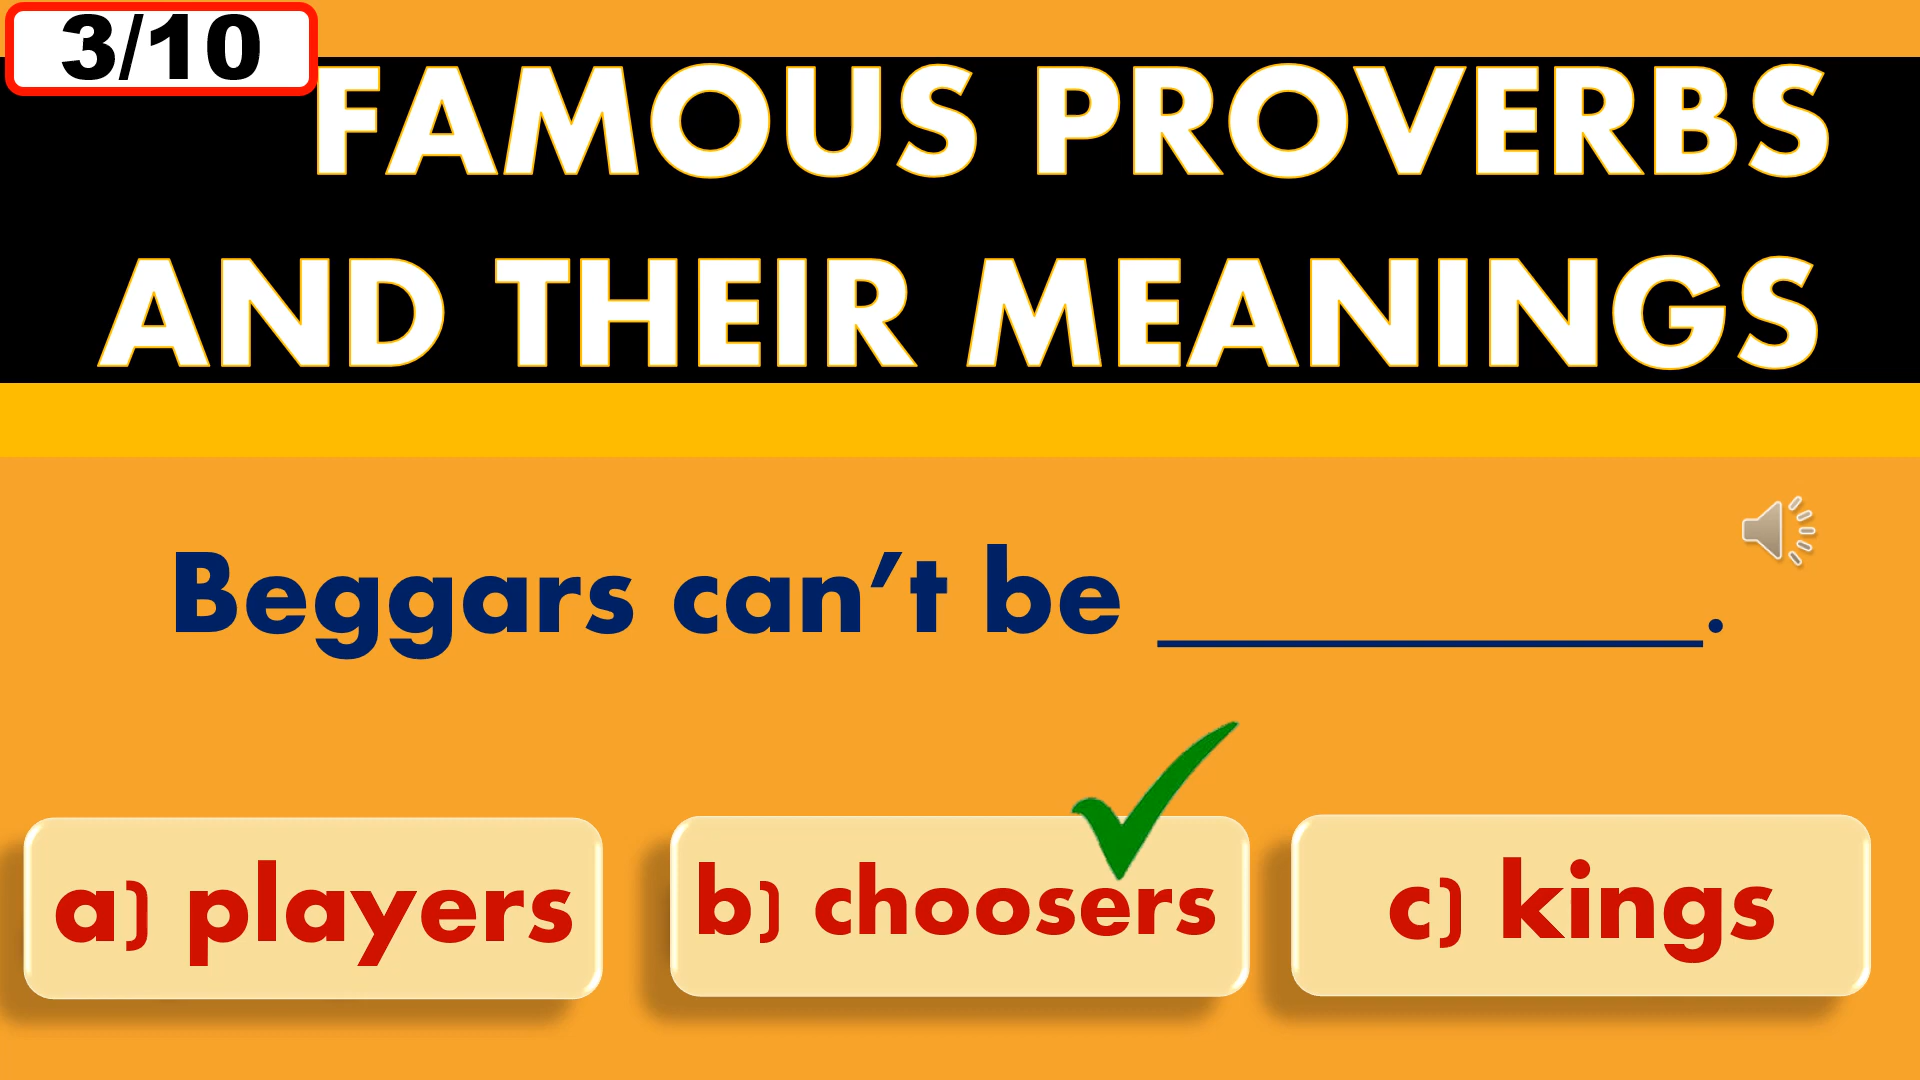 3/10
FAMOUS PROVERBS
AND THEIR MEANINGS
Beggars can’t be __________.
a) players
b) choosers
c) kings